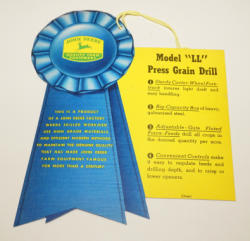 JOHN DEERE
QUALITY FARM
EQUIPMENT
THIS IS A PRODUCT
OF A JOHN DEERE FACTORY
WHERE SKILLED WORKMEN
USE HIGH GRADE MATERIALS
AND EFFICIENT MODERN METHODS
TO MAINTAIN THE GENUINE QUALITY
THAT HAS MADE JOHN DEERE
FARM EQUIPMENT FAMOUS
FOR MORE THAN A CENTURY
Model "LL"
Press Grain Drill
1 Sturdy Carrier Wheel Fore-
truck insures light draft and
easy handling.
2 Big-Capacity Box of heavy,
galvanized steel.
3 Adjustable-Gate Fluted
Force-Feeds drill all crops in
the desired quantity per acre.
4 Convenient Controls make
it easy to regulate feeds and
drilling depth, and to raise or
lower openers.